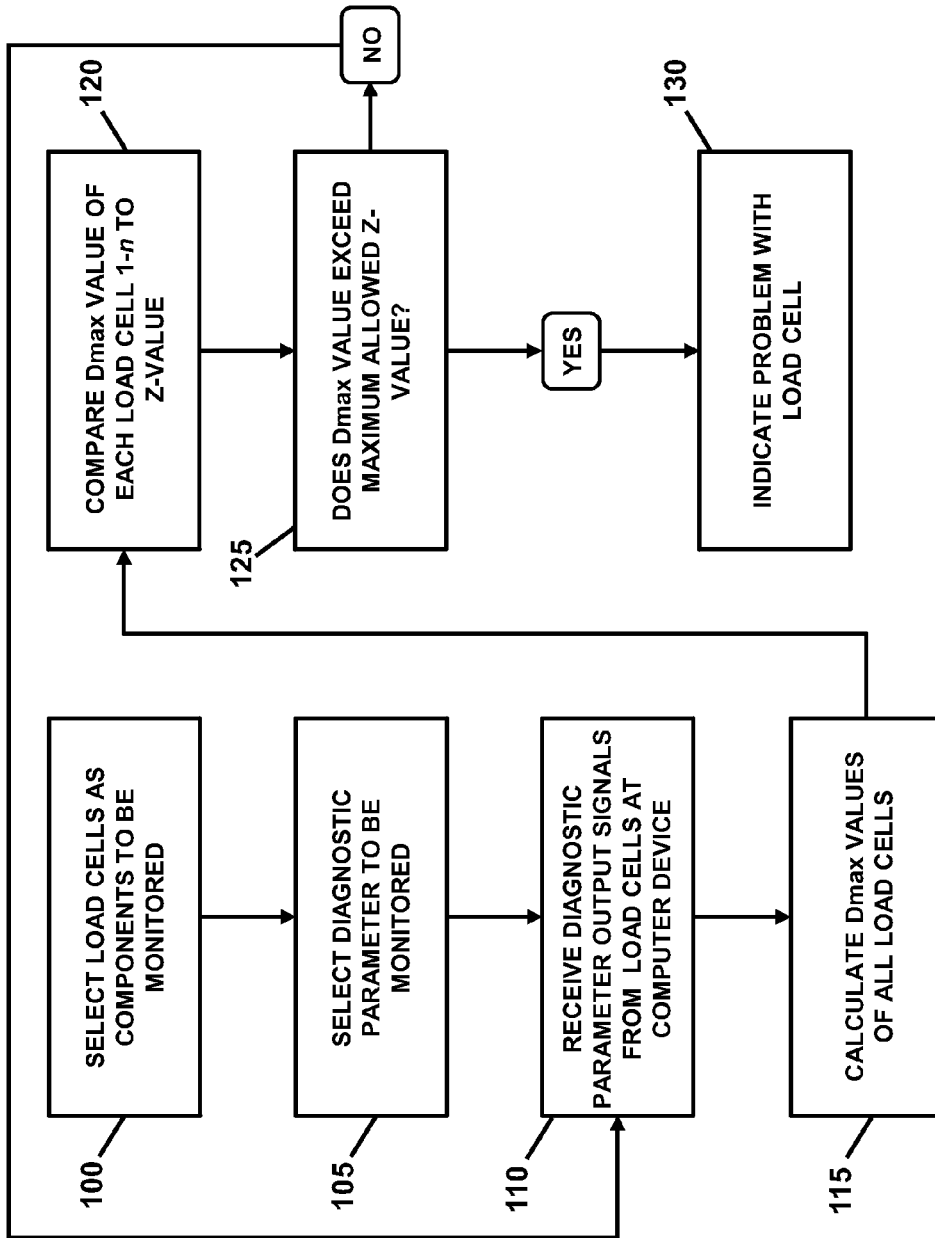 100
SELECT LOAD CELLS AS
COMPONENTS TO BE
MONITORED
105
SELECT DIAGNOSTIC
PARAMETER TO BE
MONITORED
110
RECEIVE DIAGNOSTIC
PARAMETER OUTPUT SIGNALS
FROM LOAD CELLS AT
COMPUTER DEVICE
115
CALCULATE Dmax VALUES
OF ALL LOAD CELLS
120
COMPARE Dmax VALUE OF
EACH LOAD CELL 1-n TO
Z-VALUE
125
DOES Dmax VALUE EXCEED
MAXIMUM ALLOWED Z-
VALUE?
NO
YES
130
INDICATE PROBLEM WITH
LOAD CELL